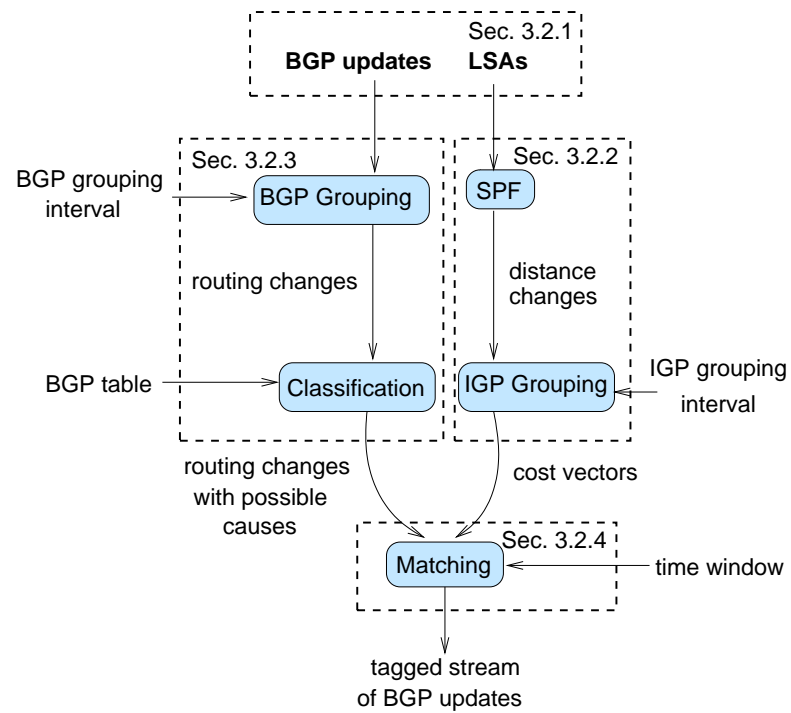 Sec. 3.2.1
BGP updates LSAs
Sec. 3.2.3
Sec. 3.2.2
BGP grouping
interval
BGP Grouping
SPF
routing changes
distance
changes
BGP table
Classification
IGP Grouping
IGP grouping
interval
routing changes
with possible
causes
cost vectors
Sec. 3.2.4
Matching
time window
tagged stream
of BGP updates